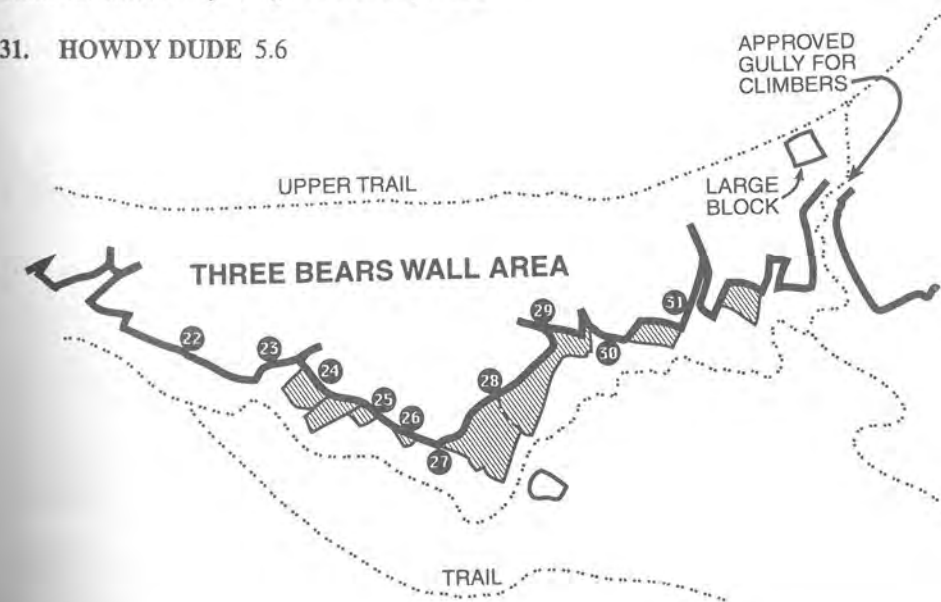 31. HOWDY DUDE 5.6
APPROVED
GULLY FOR
CLIMBERS
UPPER TRAIL
LARGE
BLOCK
THREE BEARS WALL AREA
29
31
22
23
30
24
28
25
26
27
TRAIL